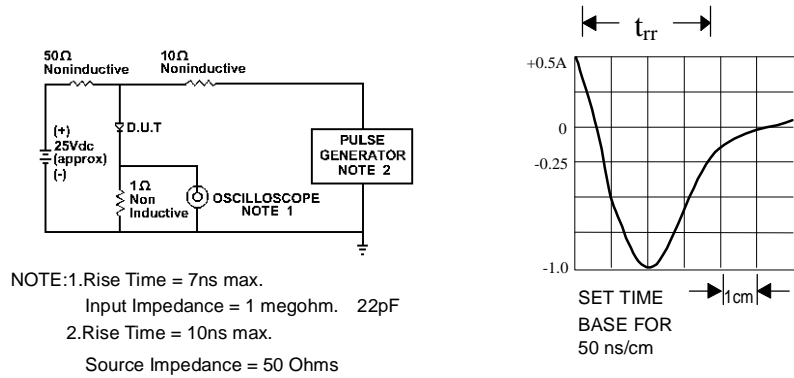 50Ω
Noninductive
10Ω
Noninductive
(+)
25Vdc
(approx)
(-)
D.U.T
1Ω
Non
Inductive
OSCILLOSCOPE
NOTE 1
PULSE
GENERATOR
NOTE 2
NOTE:1.Rise Time = 7ns max.
Input Impedance = 1 megohm. 22pF
2.Rise Time = 10ns max.
Source Impedance = 50 Ohms
trr
+0.5A
0
-0.25
-1.0
1cm
SET TIME
BASE FOR
50 ns/cm